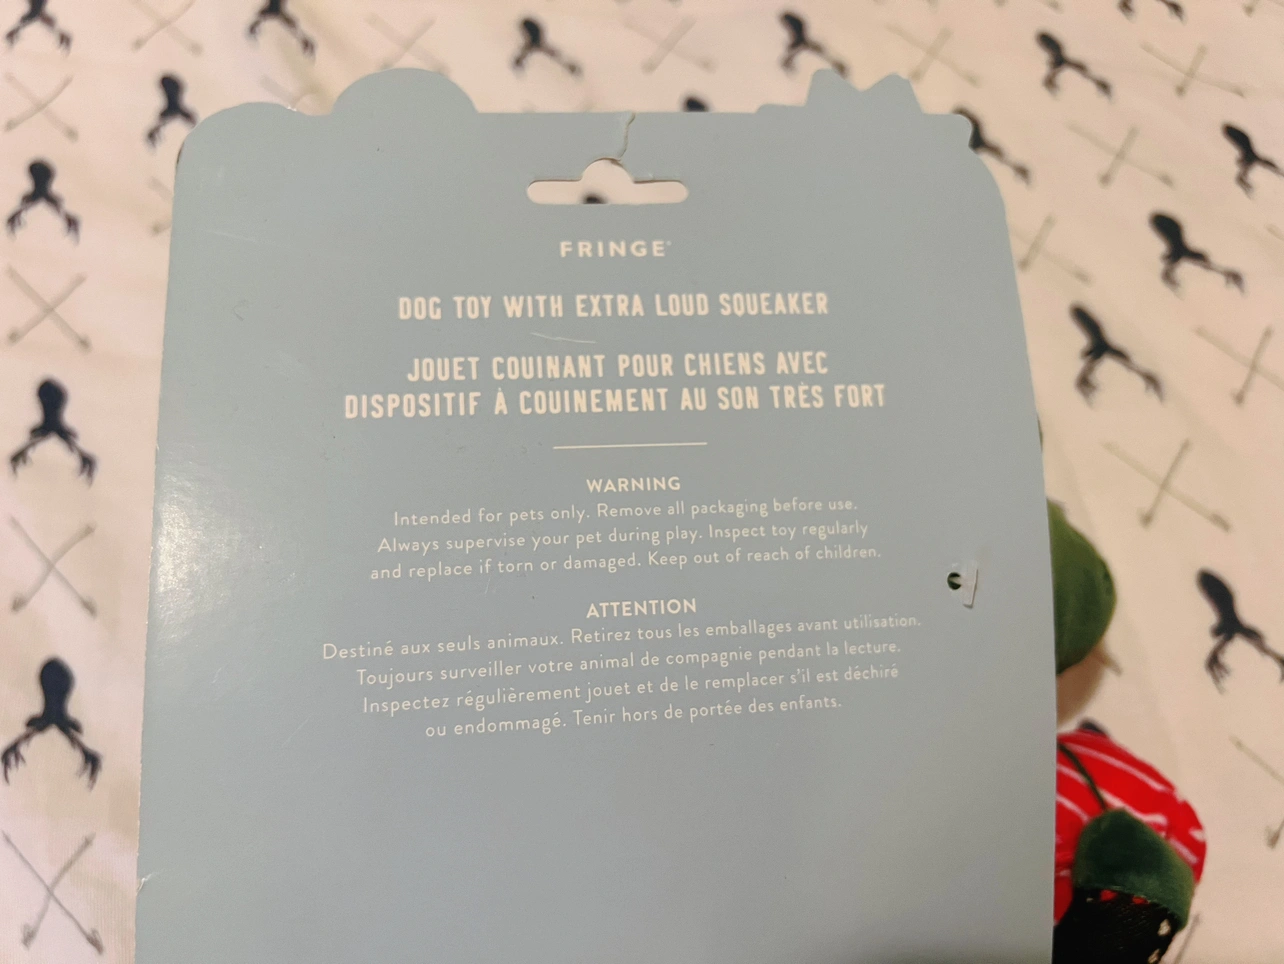 FRINGE®
DOG TOY WITH EXTRA LOUD SQUEAKER
JOUET COUINANT POUR CHIENS AVEC
DISPOSITIF À COUINEMENT AU SON TRÈS FORT
WARNING
Intended for pets only. Remove all packaging before use.
Always supervise your pet during play. Inspect toy regularly
and replace if torn or damaged. Keep out of reach of children.
ATTENTION
Destiné aux seuls animaux. Retirez tous les emballages avant utilisation.
Toujours surveiller votre animal de compagnie pendant la lecture.
Inspectez régulièrement jouet et de le remplacer s'il est déchiré
ou endommagé. Tenir hors de portée des enfants.